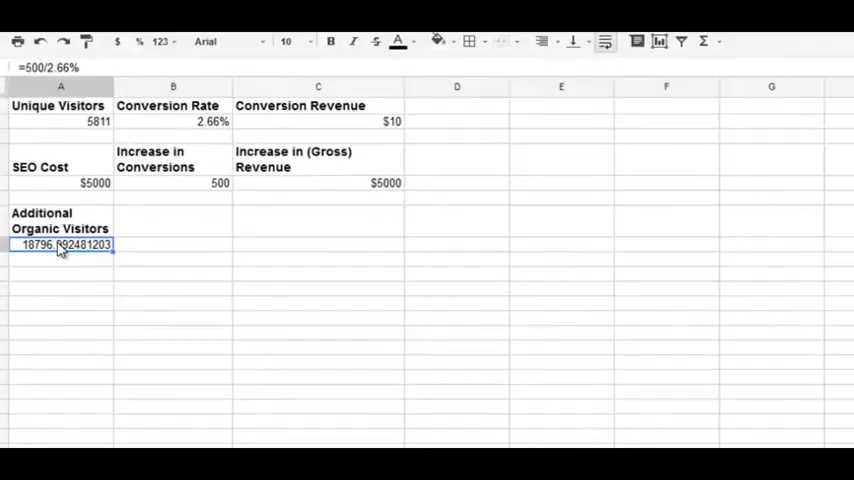 $ % 123 Arial 10 B I S A Σ
=500/2.66%
A B C D E F G
Unique Visitors Conversion Rate Conversion Revenue
5811 2.66% $10
Increase in Increase in (Gross)
SEO Cost Conversions Revenue
$5000 500 $5000
Additional
Organic Visitors
18796.992481203